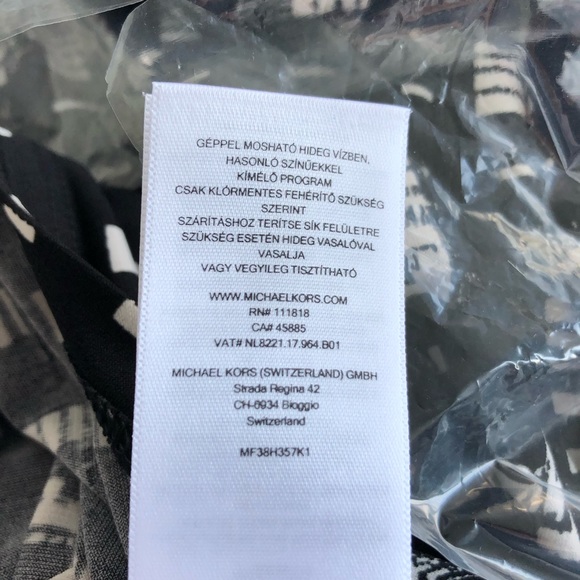 GÉPPEL MOSHATÓ HIDEG VÍZBEN,
HASONLÓ SZÍNŰEKKEL
KÍMÉLŐ PROGRAM
CSAK KLÓRMENTES FEHÉRÍTŐ SZÜKSÉG
SZERINT
SZÁRÍTÁSHOZ TERÍTSE SÍK FELÜLETRE
SZÜKSÉG ESETÉN HIDEG VASALÓVAL
VASALJA
VAGY VEGYILEG TISZTÍTHATÓ
WWW.MICHAELKORS.COM
RN# 111818
CA# 45885
VAT# NL8221.17.964.B01
MICHAEL KORS (SWITZERLAND) GMBH
Strada Regina 42
CH-6934 Bioggio
Switzerland
MF38H357K1